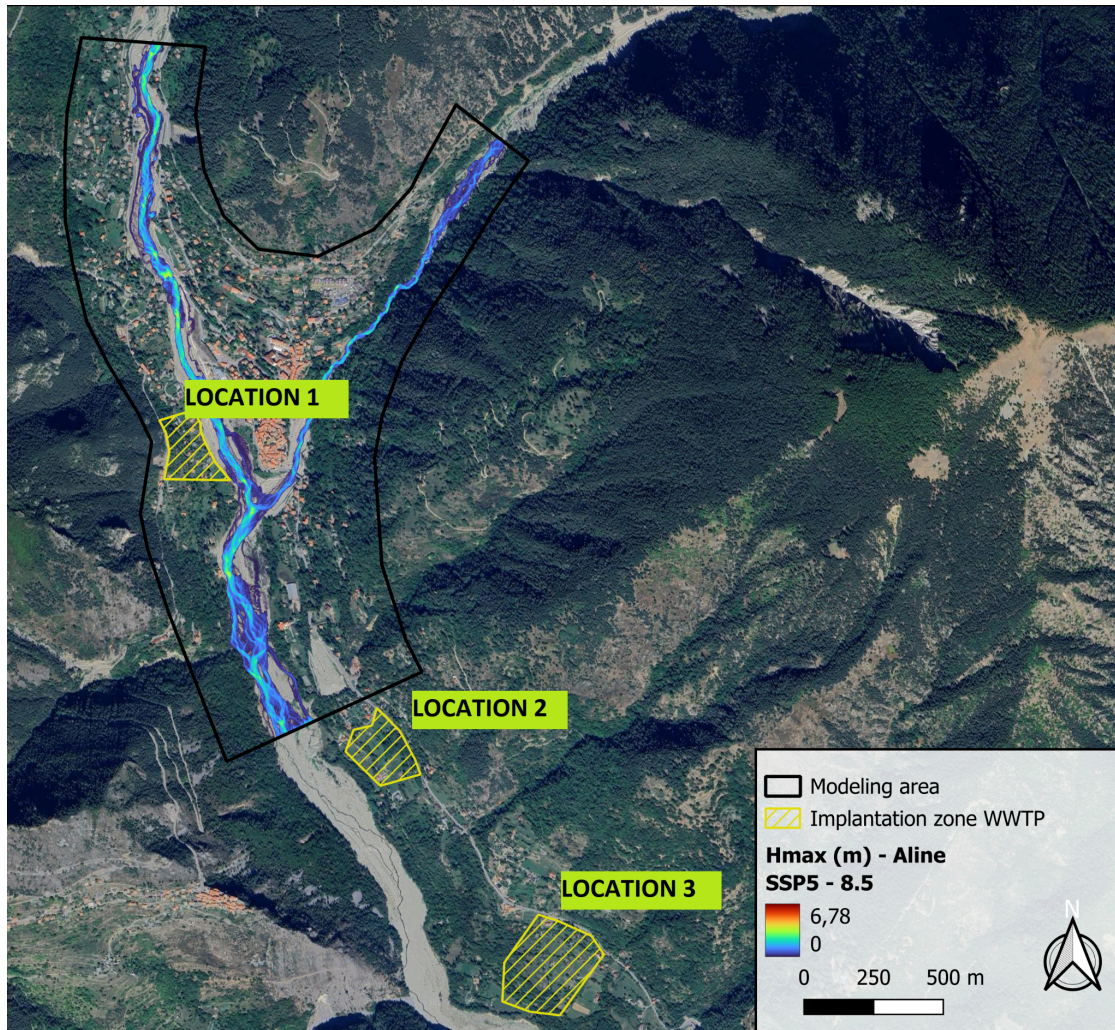 LOCATION 1
LOCATION 2
LOCATION 3
Modeling area
Implantation zone WWTP
Hmax (m) - Aline
SSP5 - 8.5
6,78
0
N
0 250 500 m